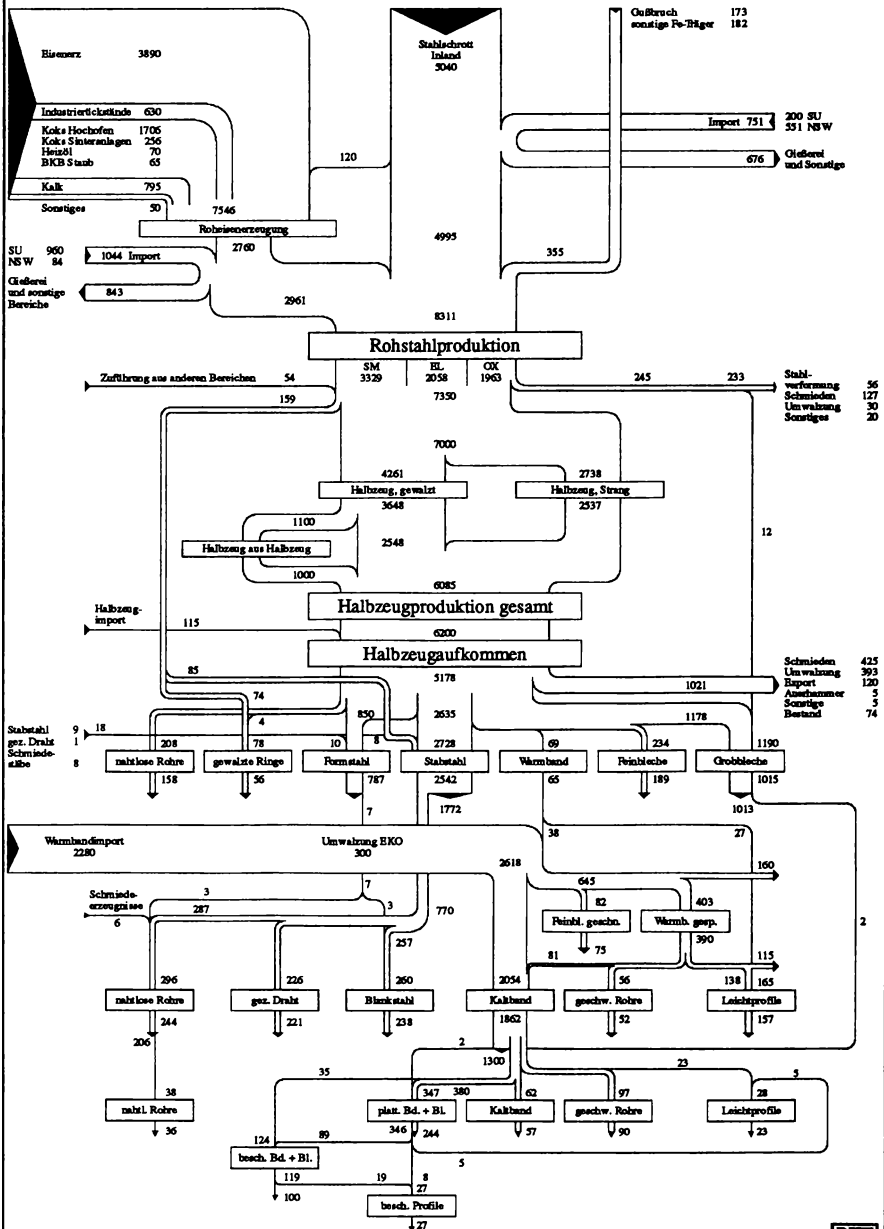 Gußbruch 173
sonstige Fe-Träger 182
Stahlschrott
Inland
5040
Eisenerz 3890
Industrierückstände 630
Import 751
200 SU
551 NSW
Koks Hochofen 1706
Koks Sinteranlagen 256
Heizöl 70
BKB Staub 65
120
676
Gießerei
und Sonstige
Kalk 795
Sonstiges 50
7546
Roheisenerzeugung
4995
SU 960
NSW 84
1044 Import
2760
355
Gießerei
und sonstige
Bereiche
843
2961
8311
Rohstahlproduktion
SM
3329
EL
2058
OX
1963
Zuführung aus anderen Bereichen 54
245
233
Stahl-
verformung 56
Schmieden 127
Umwalzung 30
Sonstiges 20
159
7350
7000
4261
2738
Halbzeug, gewalzt
Halbzeug, Strang
3648
2537
1100
12
Halbzeug aus Halbzeug
2548
1000
6085
Halbzeugproduktion gesamt
Halbzeug-
import
115
6200
Halbzeugaufkommen
5178
85
Schmieden 425
Umwalzung 393
Export 120
Auerhammer 5
Sonstige 5
Bestand 74
1021
74
850
2635
1178
Stabstahl 9
gez. Draht 1
Schmiede-
stäbe 8
18
4
8
208
78
10
2728
69
234
1190
nahtlose Rohre
gewalzte Ringe
Formstahl
Stabstahl
Warmband
Feinbleche
Grobbleche
158
56
787
2542
65
189
1015
7
1772
1013
38
27
Warmbandimport
2280
Umwalzung EKO
300
2618
160
7
645
Schmiede-
erzeugnisse
6
3
3
82
403
287
770
Feinbl. geschn.
Warmb. gesp.
2
257
390
75
81
115
296
226
260
2054
56
138
165
nahtlose Rohre
gez. Draht
Blankstahl
Kaltband
geschw. Rohre
Leichtprofile
244
221
238
1862
52
157
206
2
1300
23
5
35
38
347
380
62
97
28
nahtl. Rohre
platt. Bd. + Bl.
Kaltband
geschw. Rohre
Leichtprofile
36
346
244
57
90
23
124
89
besch. Bd. + Bl.
5
119
19
8
27
100
besch. Profile
27